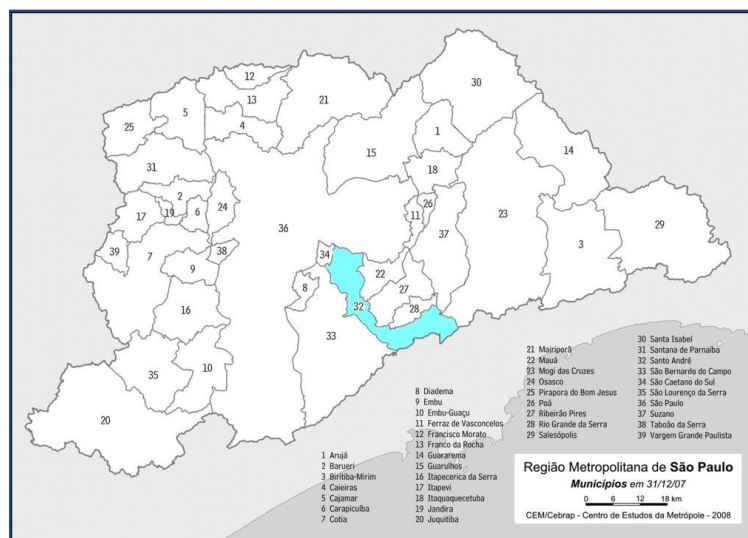 12
30
13
21
5
25
4
1
15
14
31
18
2
17
19
6
24
26
11
23
29
36
37
39
7
38
34
3
9
22
8
27
32
28
16
33
10
35
20
1 Arujá
2 Barueri
3 Biritiba-Mirim
4 Caieiras
5 Cajamar
6 Carapicuíba
7 Cotia
8 Diadema
9 Embu
10 Embu-Guaçu
11 Ferraz de Vasconcelos
12 Francisco Morato
13 Franco da Rocha
14 Guararema
15 Guarulhos
16 Itapecerica da Serra
17 Itapevi
18 Itaquaquecetuba
19 Jandira
20 Juquitiba
21 Mairiporã
22 Mauá
23 Mogi das Cruzes
24 Osasco
25 Pirapora do Bom Jesus
26 Poá
27 Ribeirão Pires
28 Rio Grande da Serra
29 Salesópolis
30 Santa Isabel
31 Santana de Parnaíba
32 Santo André
33 São Bernardo do Campo
34 São Caetano do Sul
35 São Lourenço da Serra
36 São Paulo
37 Suzano
38 Taboão da Serra
39 Vargem Grande Paulista
Região Metropolitana de São Paulo
Municípios em 31/12/07
0 6 12 18 km
CEM/Cebrap - Centro de Estudos da Metrópole - 2008